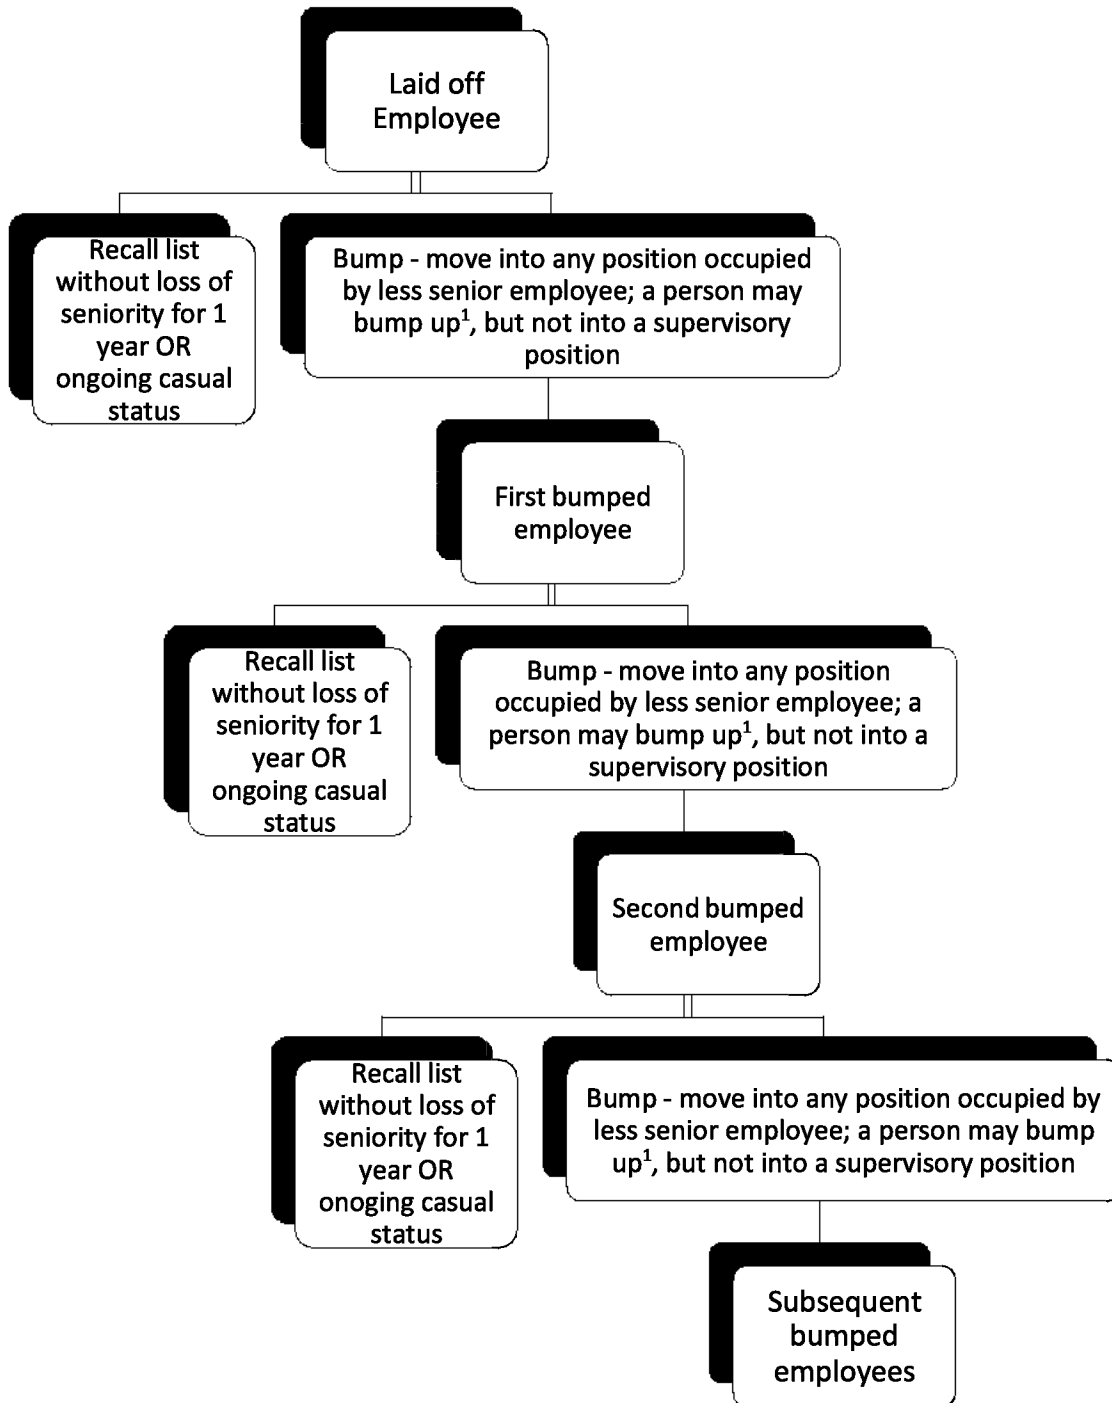 Laid off
Employee
Recall list
without loss of
seniority for 1
year OR
ongoing casual
status
Bump - move into any position occupied
by less senior employee; a person may
bump up¹, but not into a supervisory
position
First bumped
employee
Recall list
without loss of
seniority for 1
year OR
ongoing casual
status
Bump - move into any position
occupied by less senior employee; a
person may bump up¹, but not into a
supervisory position
Second bumped
employee
Recall list
without loss of
seniority for 1
year OR
onoging casual
status
Bump - move into any position occupied by
less senior employee; a person may bump
up¹, but not into a supervisory position
Subsequent
bumped
employees